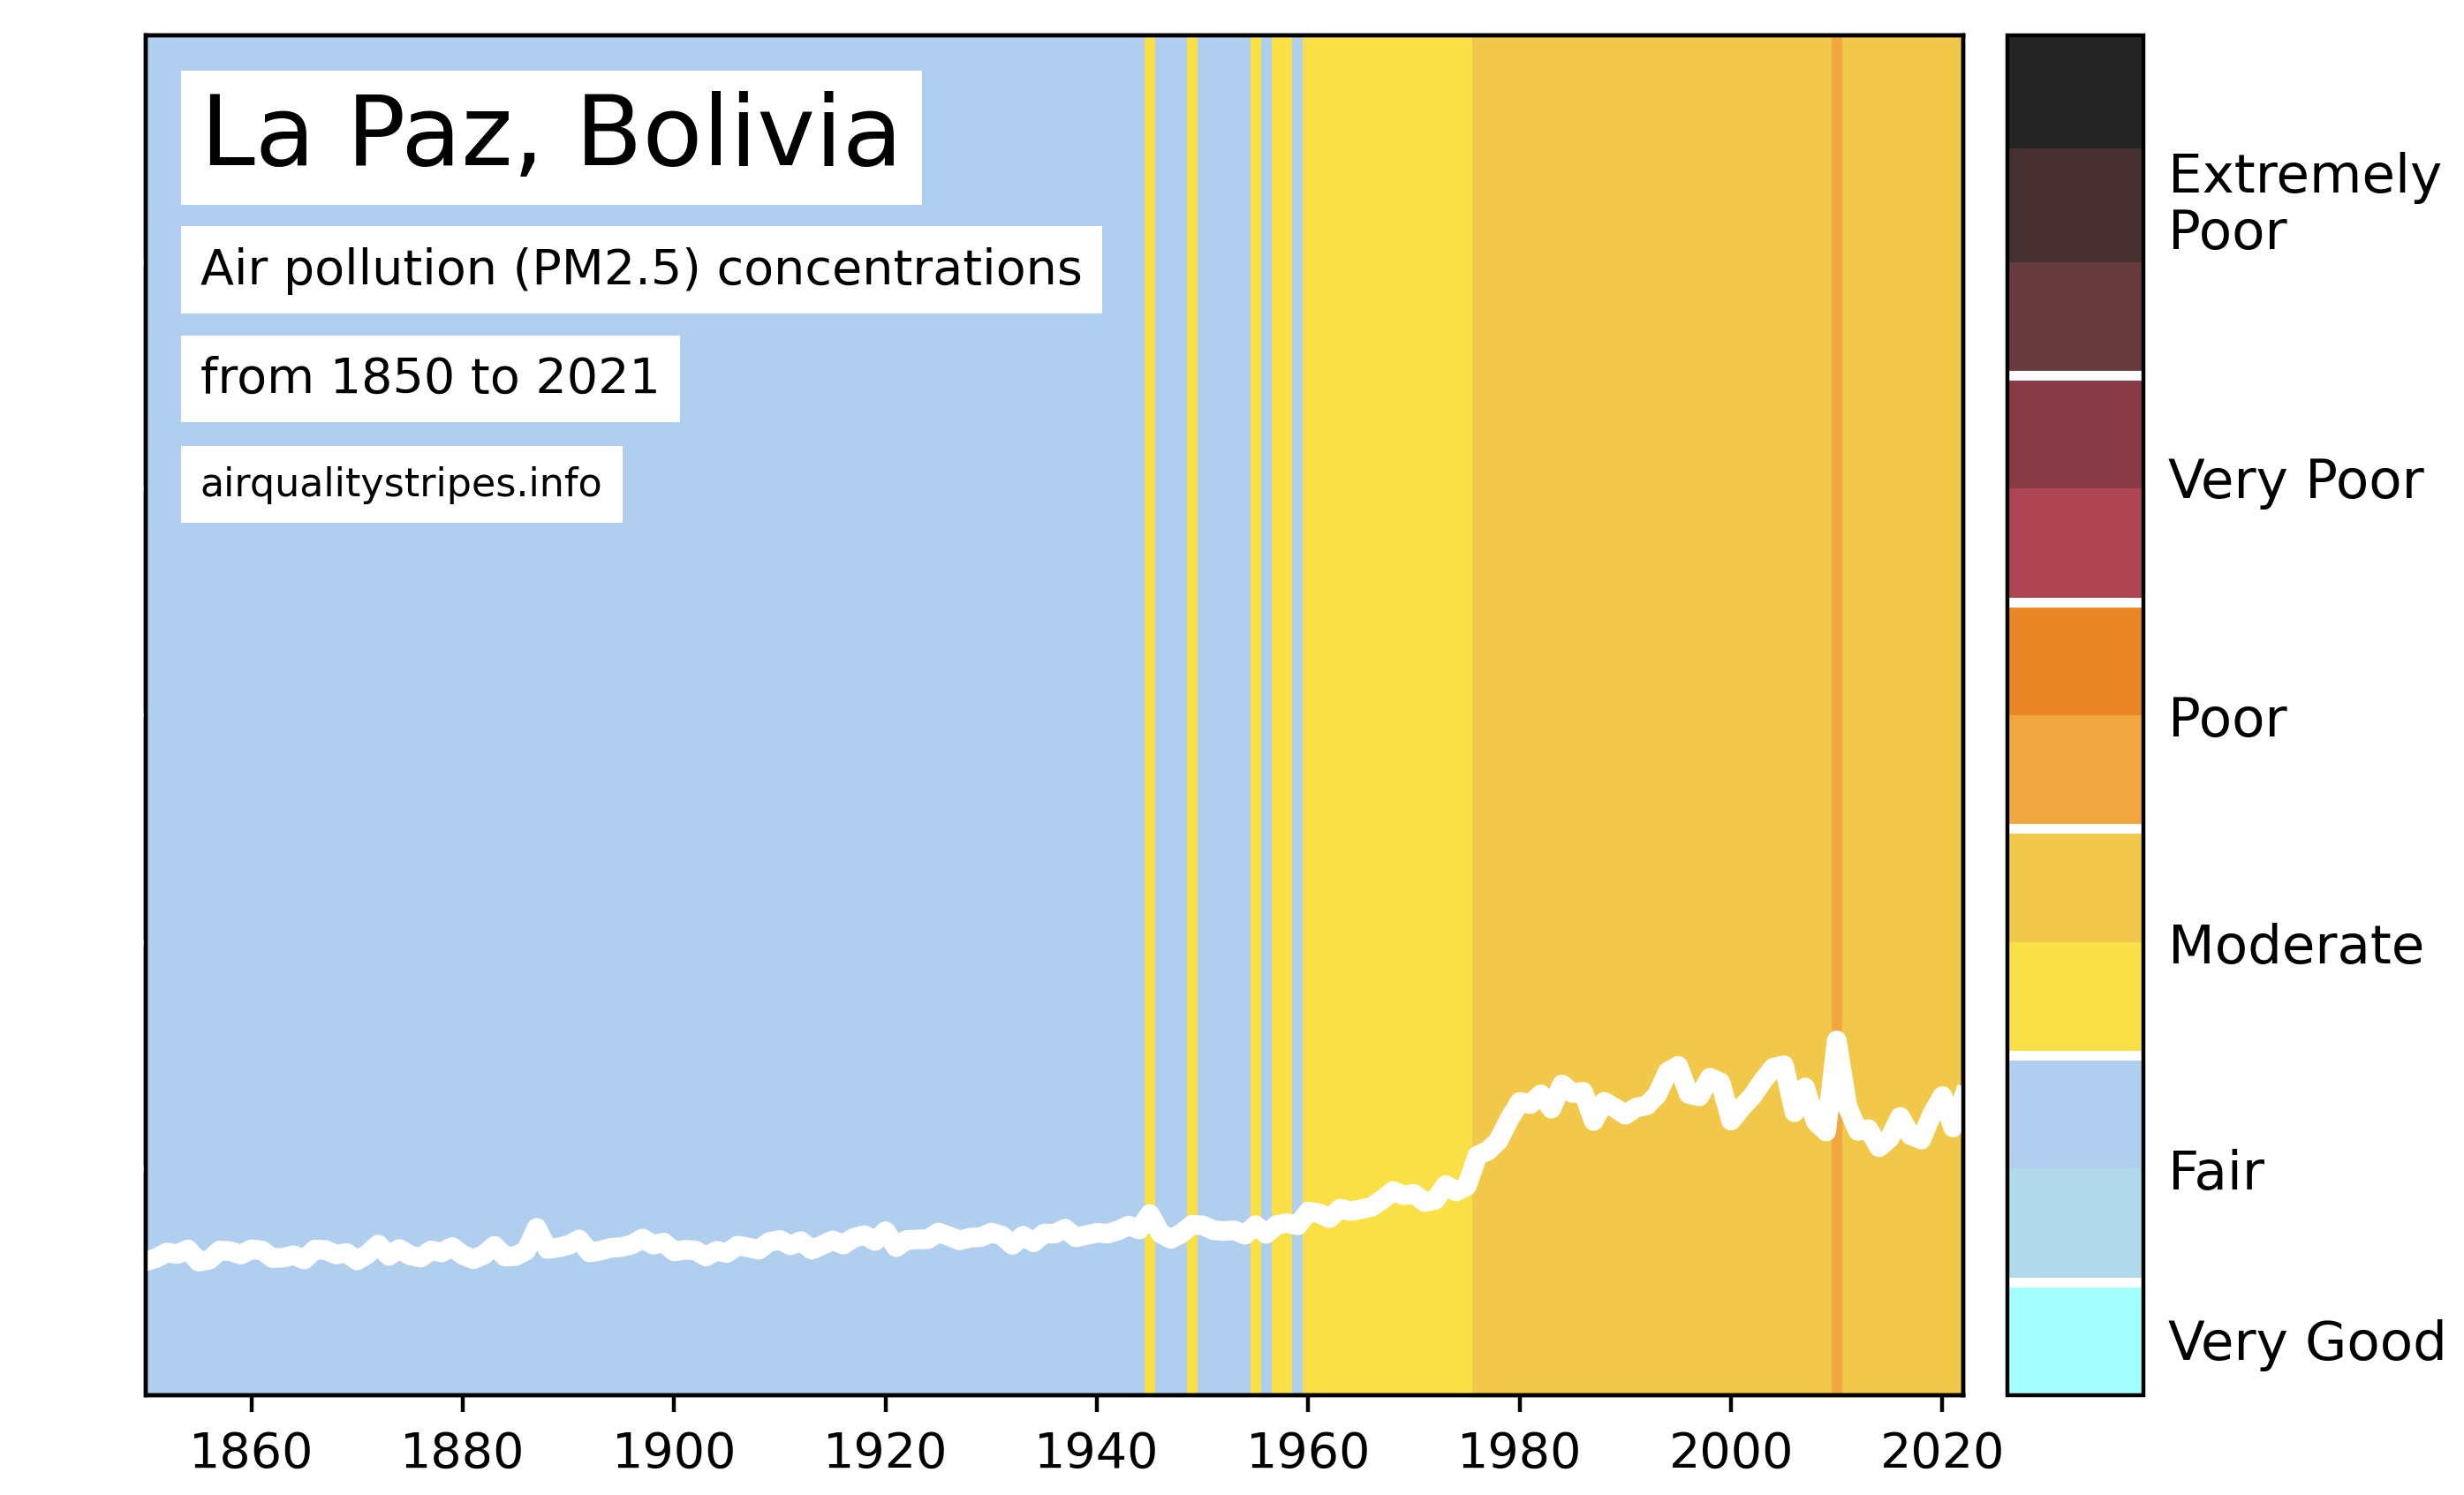 La Paz, Bolivia
Air pollution (PM2.5) concentrations
from 1850 to 2021
airqualitystripes.info
Extremely
Poor
Very Poor
Poor
Moderate
Fair
Very Good
1860 1880 1900 1920 1940 1960 1980 2000 2020